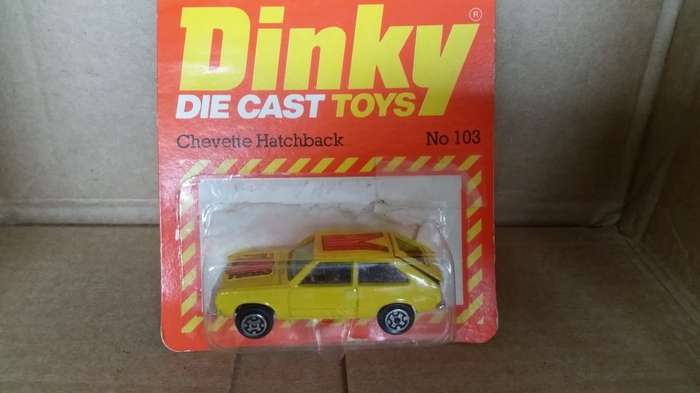 Dinky®
DIE CAST TOYS
Chevette Hatchback No 103